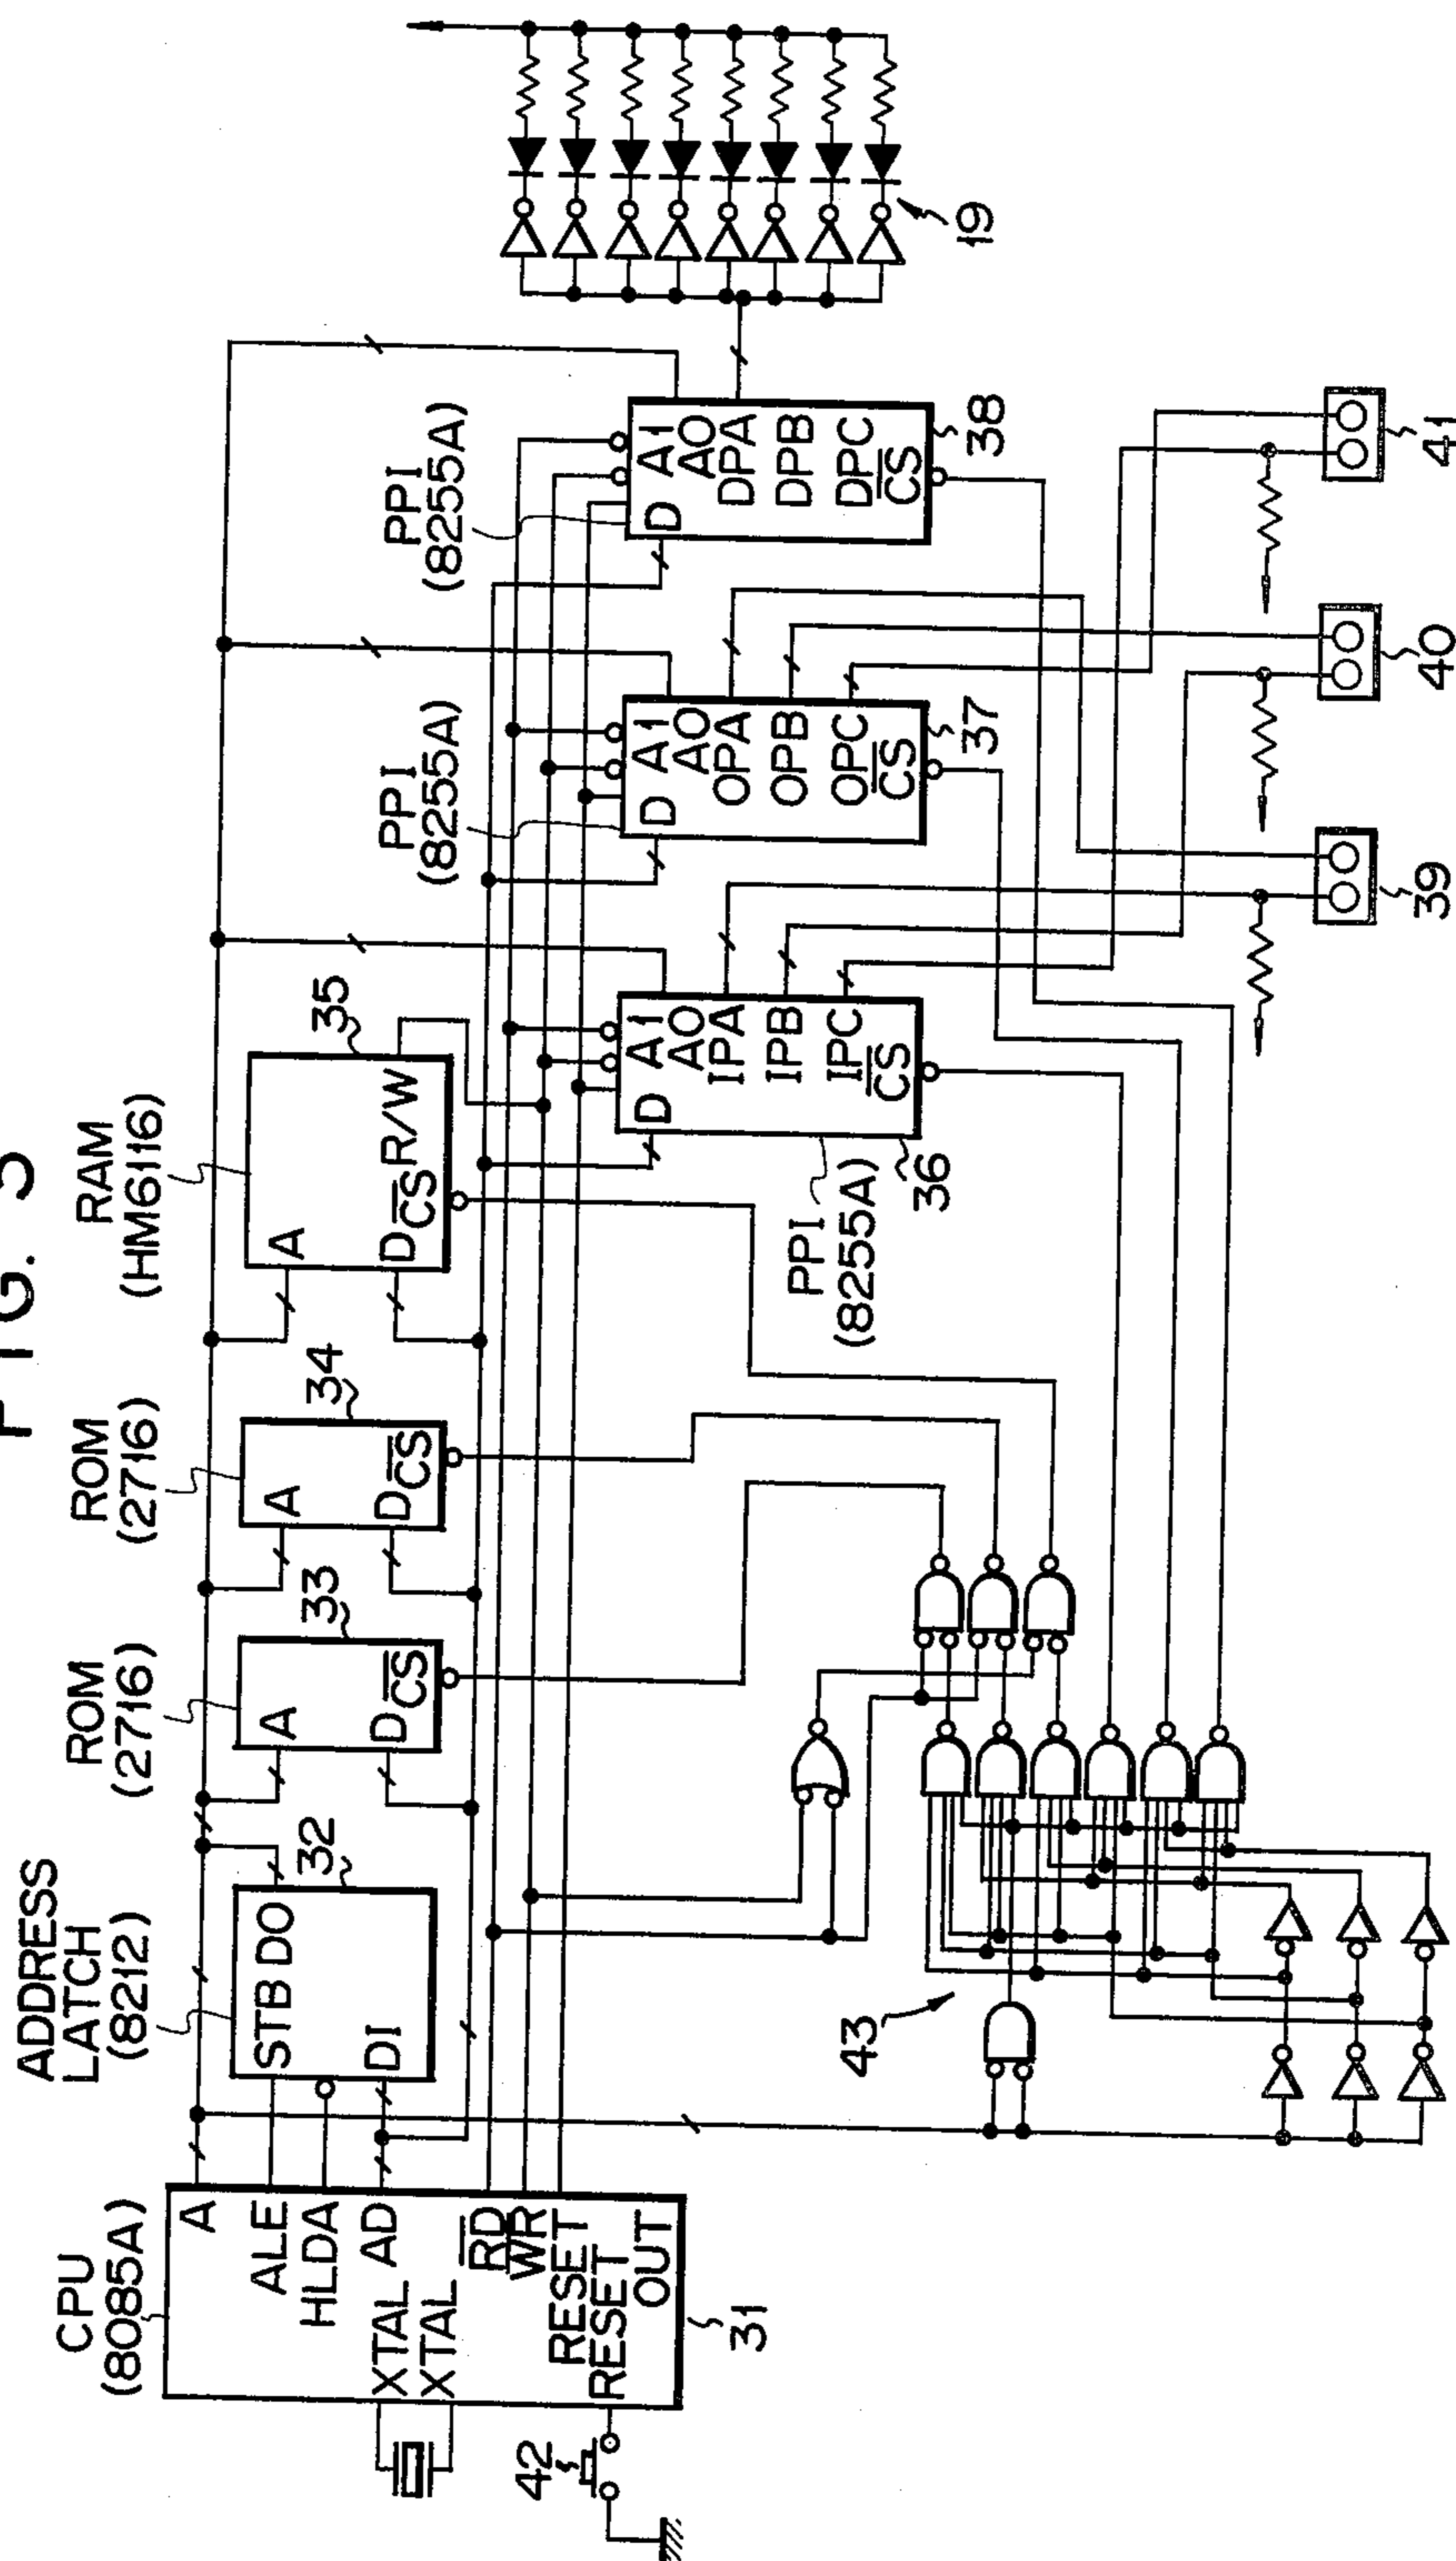 FIG. 5
CPU
(8085A)
A
ALE
HLDA
AD
XTAL
XTAL
RD
WR
RESET
RESET
OUT
31
42
ADDRESS
LATCH
(8212)
STB DO
DI
32
ROM
(2716)
A
D CS
33
ROM
(2716)
A
D CS
34
RAM
(HM6116)
A
D CS R/W
35
PPI
(8255A)
D
A1
A0
IPA
IPB
IPC
CS
36
PPI
(8255A)
D
A1
A0
OPA
OPB
OPC
CS
37
PPI
(8255A)
D
A1
A0
DPA
DPB
DPC
CS
38
19
43
39
40
41